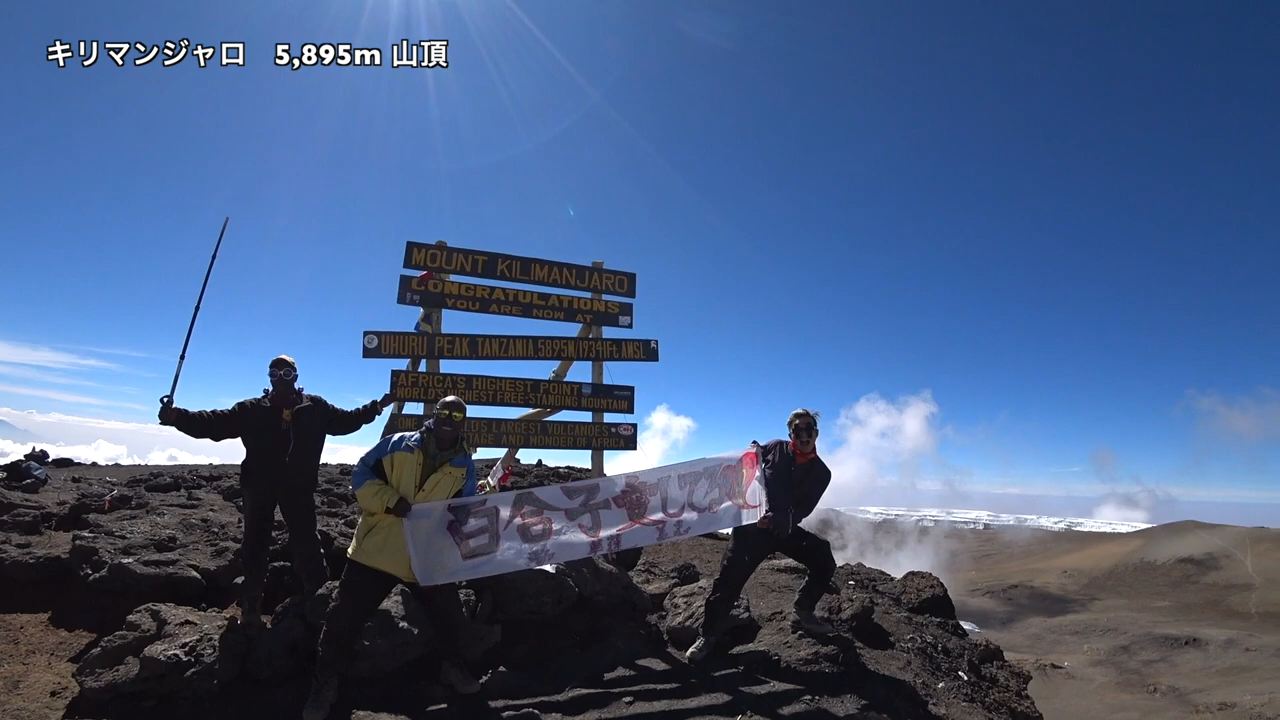 キリマンジャロ　5,895m 山頂
MOUNT KILIMANJARO
CONGRATULATIONS
YOU ARE NOW AT
UHURU PEAK, TANZANIA, 5895M/19341Ft AMSL
AFRICA'S HIGHEST POINT
WORLD'S HIGHEST FREE-STANDING MOUNTAIN
ONE LARGEST VOLCANOES
AND WONDER OF AFRICA
百合子愛してる